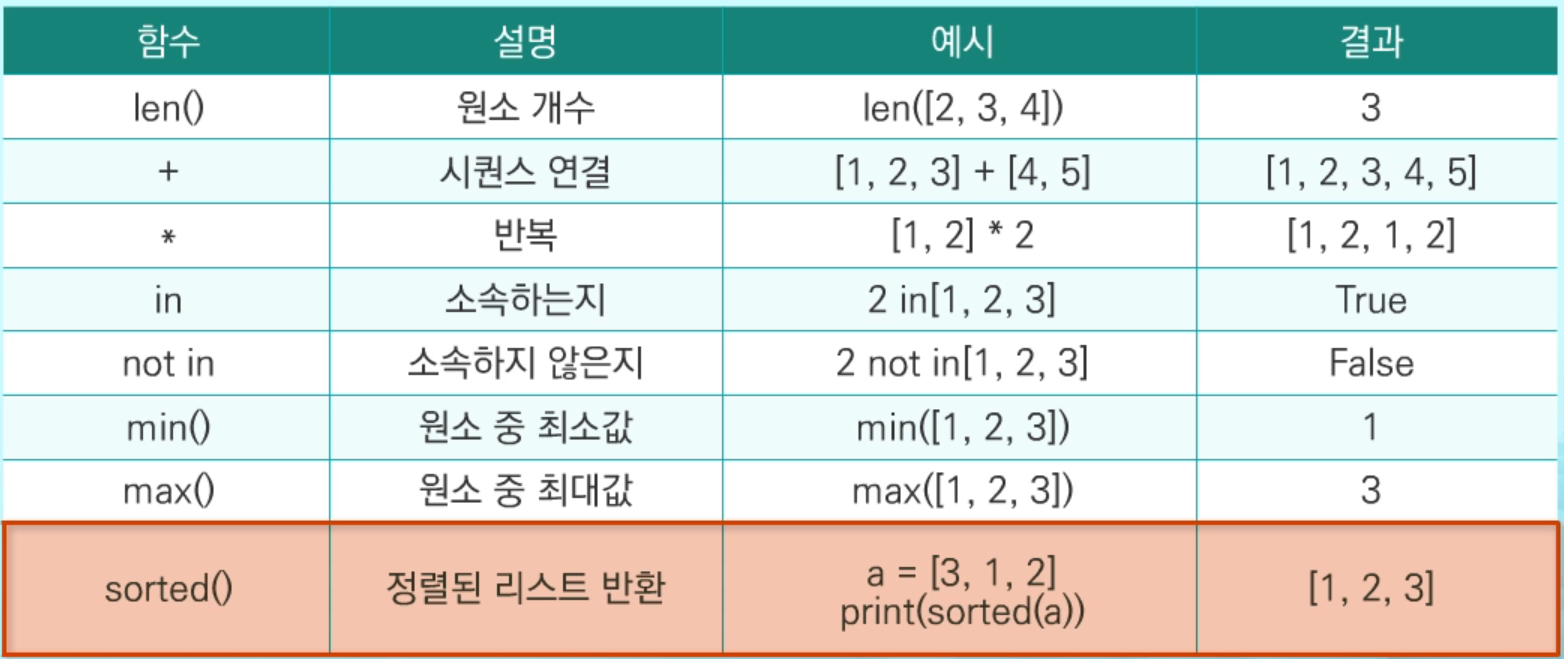 함수 설명 예시 결과
len() 원소 개수 len([2, 3, 4]) 3
+ 시퀀스 연결 [1, 2, 3] + [4, 5] [1, 2, 3, 4, 5]
* 반복 [1, 2] * 2 [1, 2, 1, 2]
in 소속하는지 2 in[1, 2, 3] True
not in 소속하지 않은지 2 not in[1, 2, 3] False
min() 원소 중 최소값 min([1, 2, 3]) 1
max() 원소 중 최대값 max([1, 2, 3]) 3
sorted() 정렬된 리스트 반환 a = [3, 1, 2]
print(sorted(a)) [1, 2, 3]